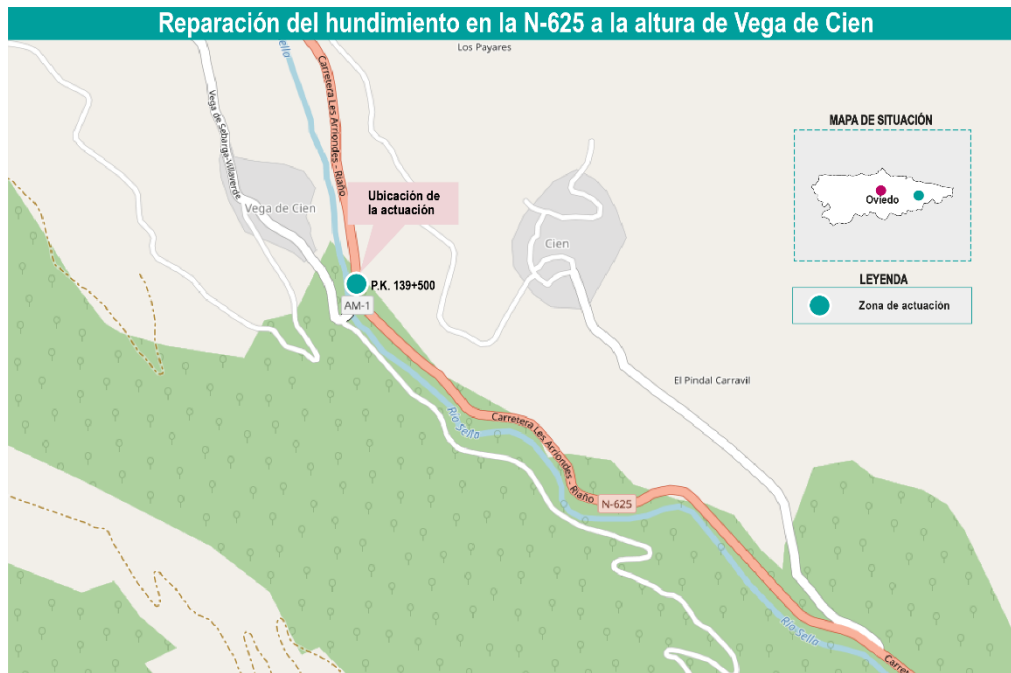 Reparación del hundimiento en la N-625 a la altura de Vega de Cien
Los Payares
Sella
Carretera Les Arriondes - Riaño
Vega de Sebarga-Villaverde
MAPA DE SITUACIÓN
Oviedo
Ubicación de
la actuación
Vega de Cien
Cien
P.K. 139+500
AM-1
LEYENDA
Zona de actuación
El Pindal Carravil
Río Sella
Carretera Les Arriondes - Riaño
N-625
Río Sella
Carrete